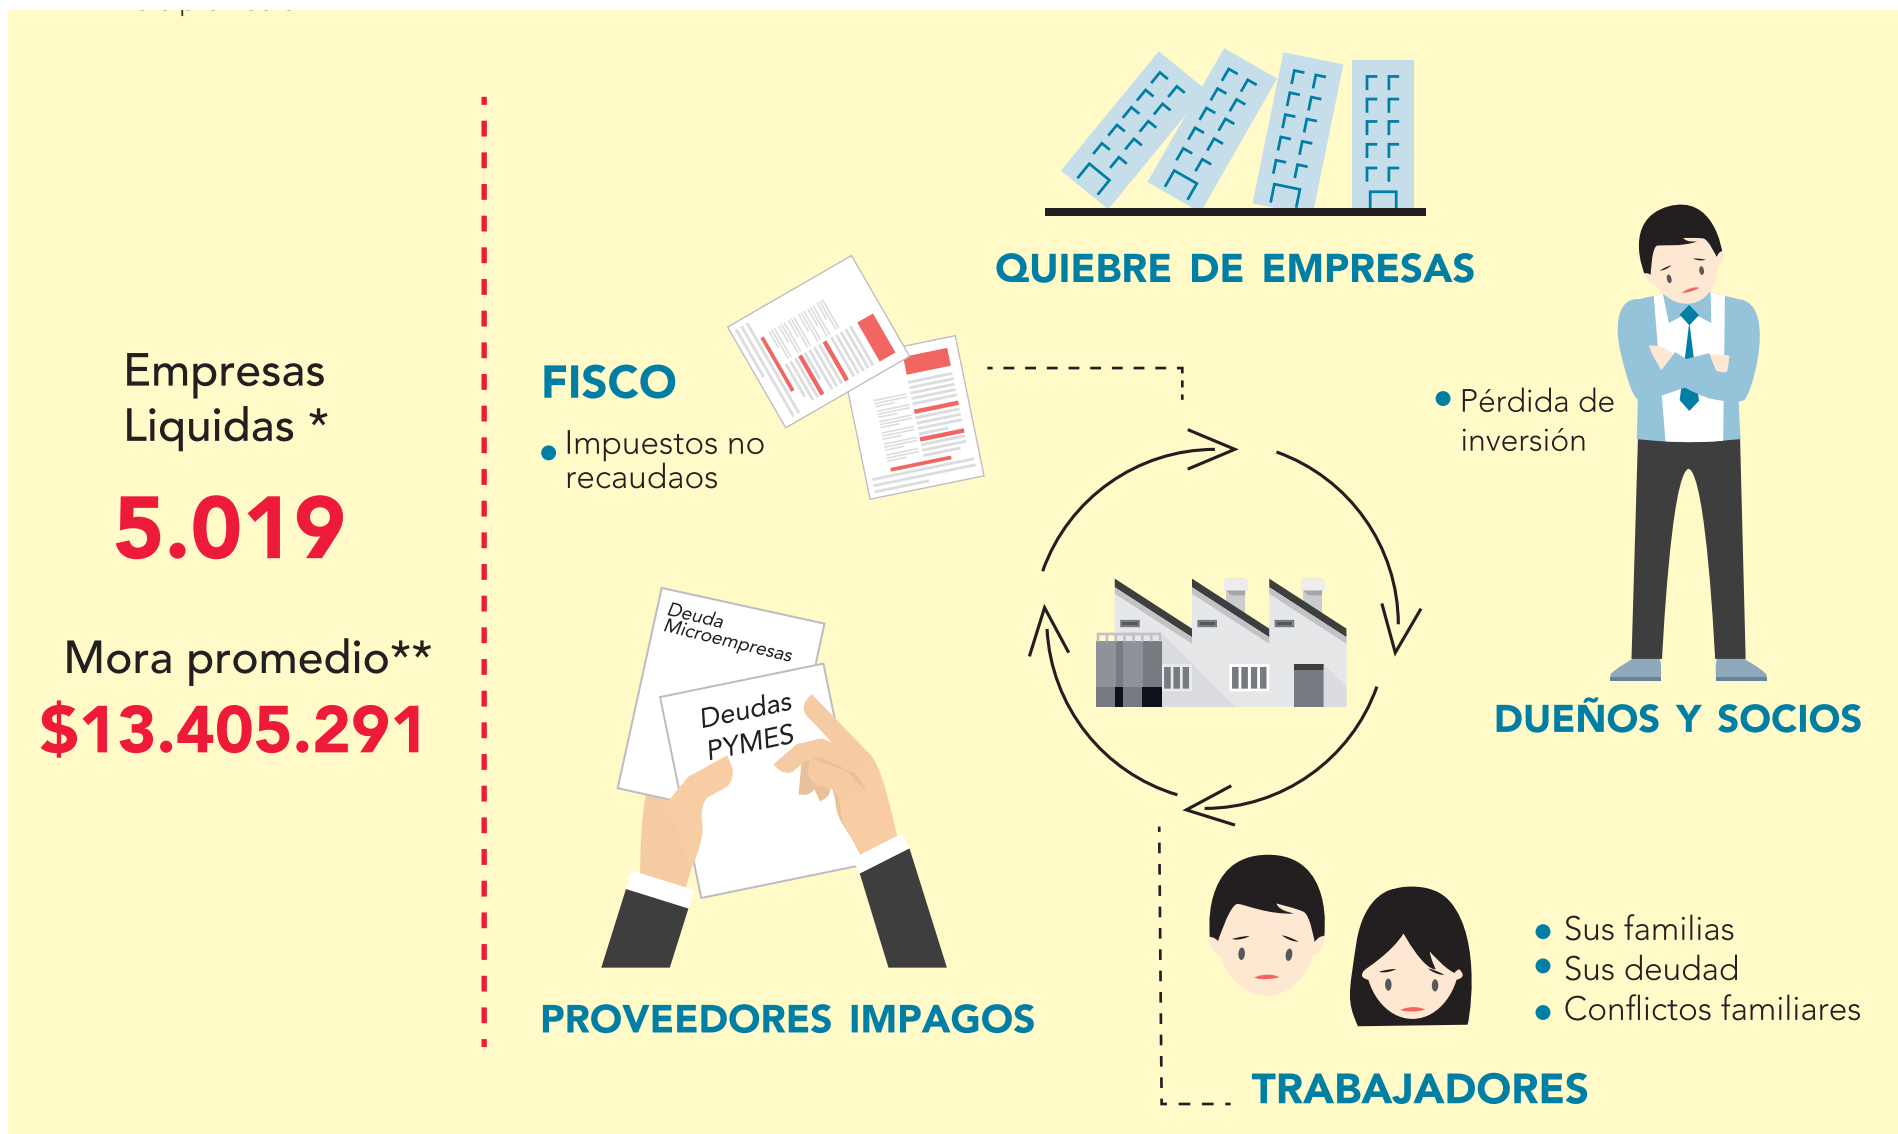 Empresas
Liquidas *
5.019
Mora promedio**
$13.405.291
QUIEBRE DE EMPRESAS
FISCO
Impuestos no
recaudaos
Pérdida de
inversión
DUEÑOS Y SOCIOS
Deuda
Microempresas
Deudas
PYMES
PROVEEDORES IMPAGOS
Sus familias
Sus deudad
Conflictos familiares
TRABAJADORES